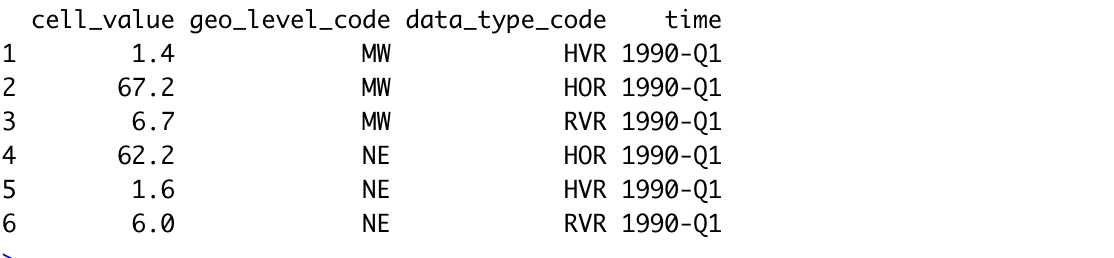 cell_value geo_level_code data_type_code time
1 1.4 MW HVR 1990-Q1
2 67.2 MW HOR 1990-Q1
3 6.7 MW RVR 1990-Q1
4 62.2 NE HOR 1990-Q1
5 1.6 NE HVR 1990-Q1
6 6.0 NE RVR 1990-Q1